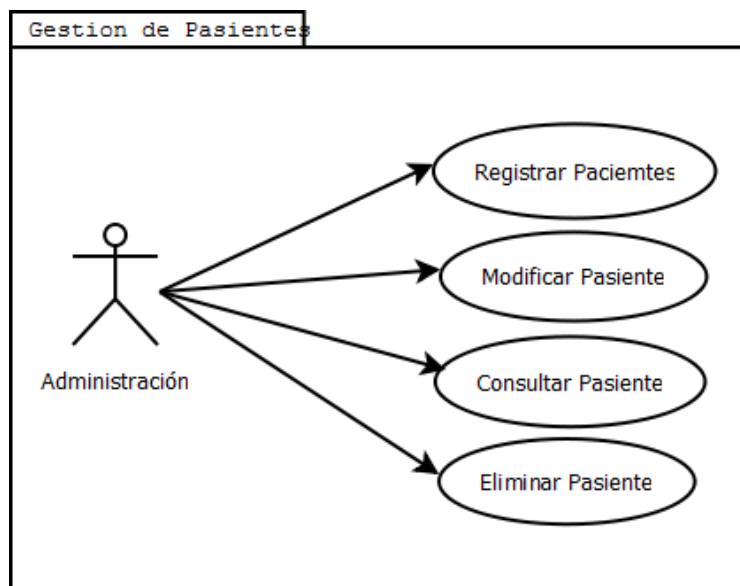 Gestion de Pasientes
Registrar Paciemtes
Modificar Pasiente
Administración
Consultar Pasiente
Eliminar Pasiente